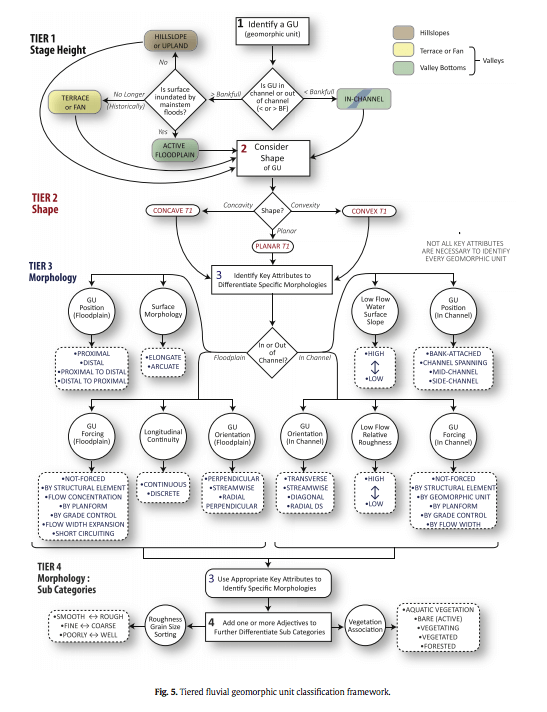 TIER 1
Stage Height
HILLSLOPE
or UPLAND
1 Identify a GU
(geomorphic unit)
Hillslopes
Terrace or Fan
Valley Bottoms
Valleys
No
TERRACE
or FAN
No Longer
(Historically)
Is surface
inundated by
mainstem
floods?
> Bankfull
Is GU in
channel or out
of channel
(< or > BF)
< Bankfull
IN-CHANNEL
Yes
ACTIVE
FLOODPLAIN
2 Consider
Shape
of GU
TIER 2
Shape
CONCAVE T1
Concavity
Shape?
Convexity
CONVEX T1
Planar
PLANAR T1
NOT ALL KEY ATTRIBUTES
ARE NECESSARY TO IDENTIFY
EVERY GEOMORPHIC UNIT
TIER 3
Morphology
3 Identify Key Attributes to
Differentiate Specific Morphologies
GU
Position
(Floodplain)
•PROXIMAL
•DISTAL
•PROXIMAL TO DISTAL
•DISTAL TO PROXIMAL
Surface
Morphology
•ELONGATE
•ARCUATE
Floodplain
In or Out
of
Channel?
In Channel
Low Flow
Water
Surface
Slope
•HIGH
•LOW
GU
Position
(In Channel)
•BANK-ATTACHED
•CHANNEL SPANNING
•MID-CHANNEL
•SIDE-CHANNEL
GU
Forcing
(Floodplain)
•NOT-FORCED
•BY STRUCTURAL ELEMENT
•FLOW CONCENTRATION
•BY PLANFORM
•BY GRADE CONTROL
•FLOW WIDTH EXPANSION
•SHORT CIRCUITING
Longitudinal
Continuity
•CONTINUOUS
•DISCRETE
GU
Orientation
(Floodplain)
•PERPENDICULAR
•STREAMWISE
•RADIAL
PERPENDICULAR
GU
Orientation
(In Channel)
•TRANSVERSE
•STREAMWISE
•DIAGONAL
•RADIAL DS
Low Flow
Relative
Roughness
•HIGH
•LOW
GU
Forcing
(In Channel)
•NOT-FORCED
•BY STRUCTURAL ELEMENT
•BY GEOMORPHIC UNIT
•BY PLANFORM
•BY GRADE CONTROL
•BY FLOW WIDTH
TIER 4
Morphology :
Sub Categories
3 Use Appropriate Key Attributes to
Identify Specific Morphologies
•SMOOTH ↔ ROUGH
•FINE ↔ COARSE
•POORLY ↔ WELL
Roughness
Grain Size
Sorting
4 Add one or more Adjectives to
Further Differentiate Sub Categories
Vegetation
Association
•AQUATIC VEGETATION
•BARE (ACTIVE)
•VEGETATING
•VEGETATED
•FORESTED
Fig. 5. Tiered fluvial geomorphic unit classification framework.